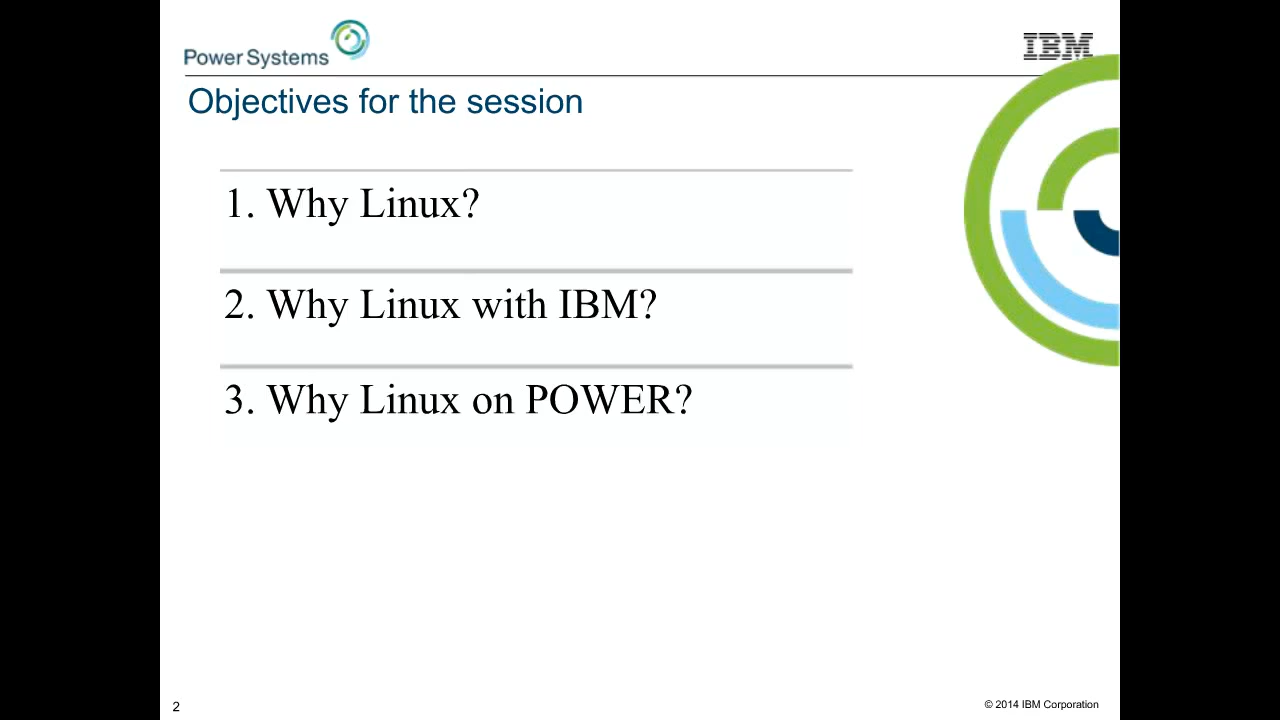 Power Systems
IBM
Objectives for the session
1. Why Linux?
2. Why Linux with IBM?
3. Why Linux on POWER?
2
© 2014 IBM Corporation